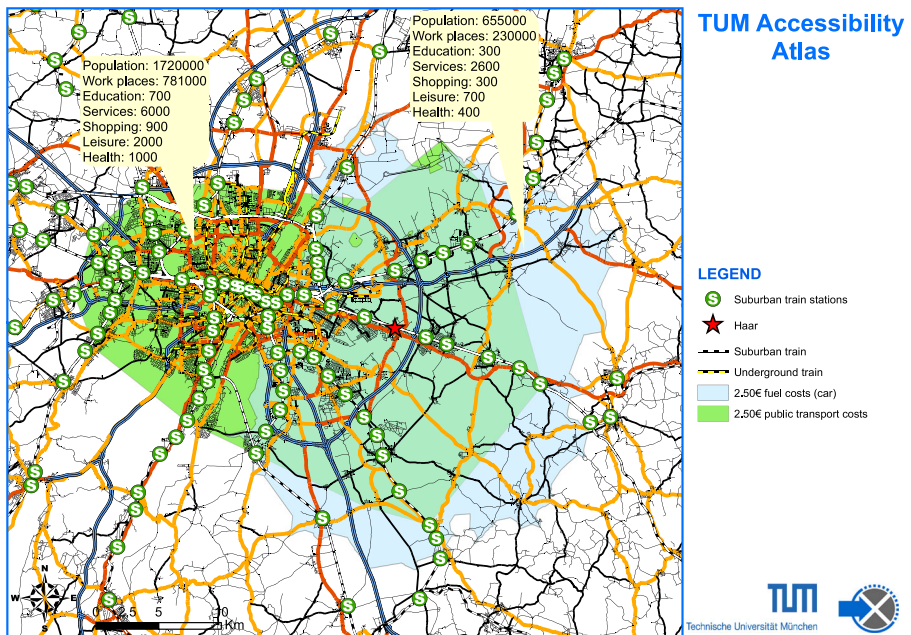 TUM Accessibility
Atlas
Population: 1720000
Work places: 781000
Education: 700
Services: 6000
Shopping: 900
Leisure: 2000
Health: 1000
Population: 655000
Work places: 230000
Education: 300
Services: 2600
Shopping: 300
Leisure: 700
Health: 400
LEGEND
S Suburban train stations
Haar
Suburban train
Underground train
2.50€ fuel costs (car)
2.50€ public transport costs
N
W E
S
0 2.5 5 10
Km
TUM
Technische Universität München